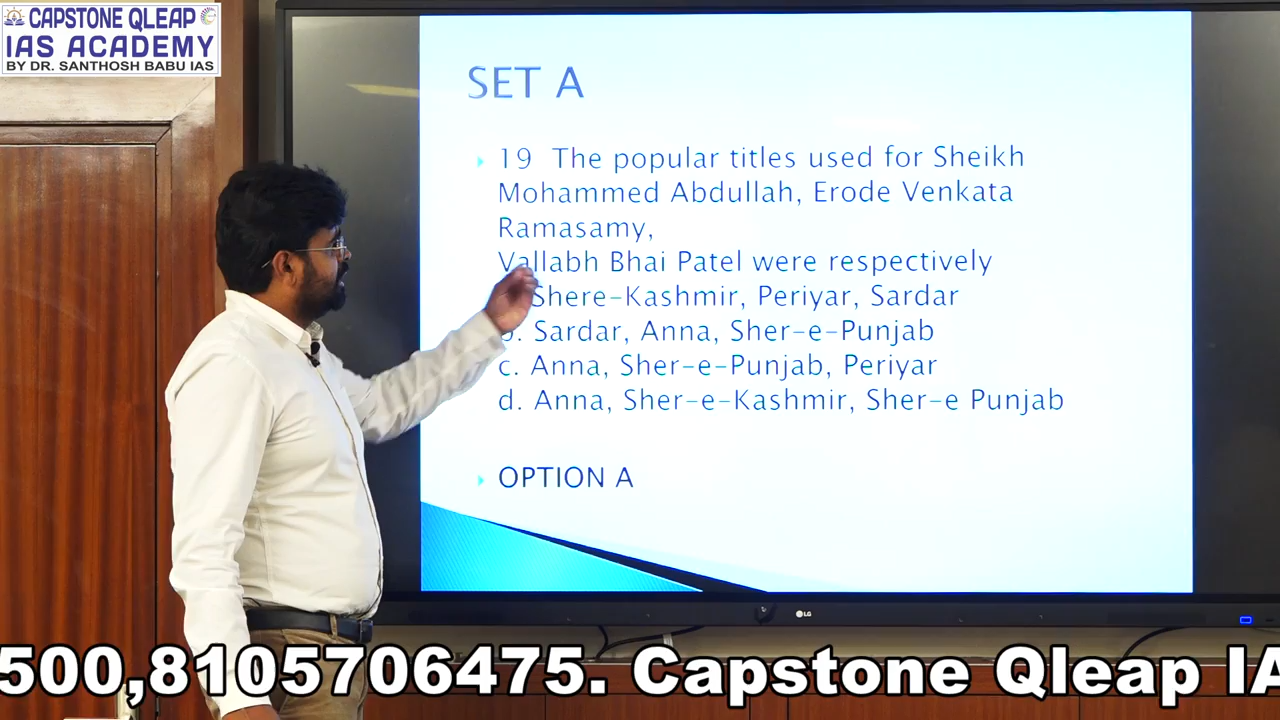 CAPSTONE QLEAP
IAS ACADEMY
BY DR. SANTHOSH BABU IAS
SET A
19 The popular titles used for Sheikh
Mohammed Abdullah, Erode Venkata
Ramasamy,
Vallabh Bhai Patel were respectively
Shere-Kashmir, Periyar, Sardar
b. Sardar, Anna, Sher-e-Punjab
c. Anna, Sher-e-Punjab, Periyar
d. Anna, Sher-e-Kashmir, Sher-e Punjab
OPTION A
LG
500,8105706475. Capstone Qleap IA